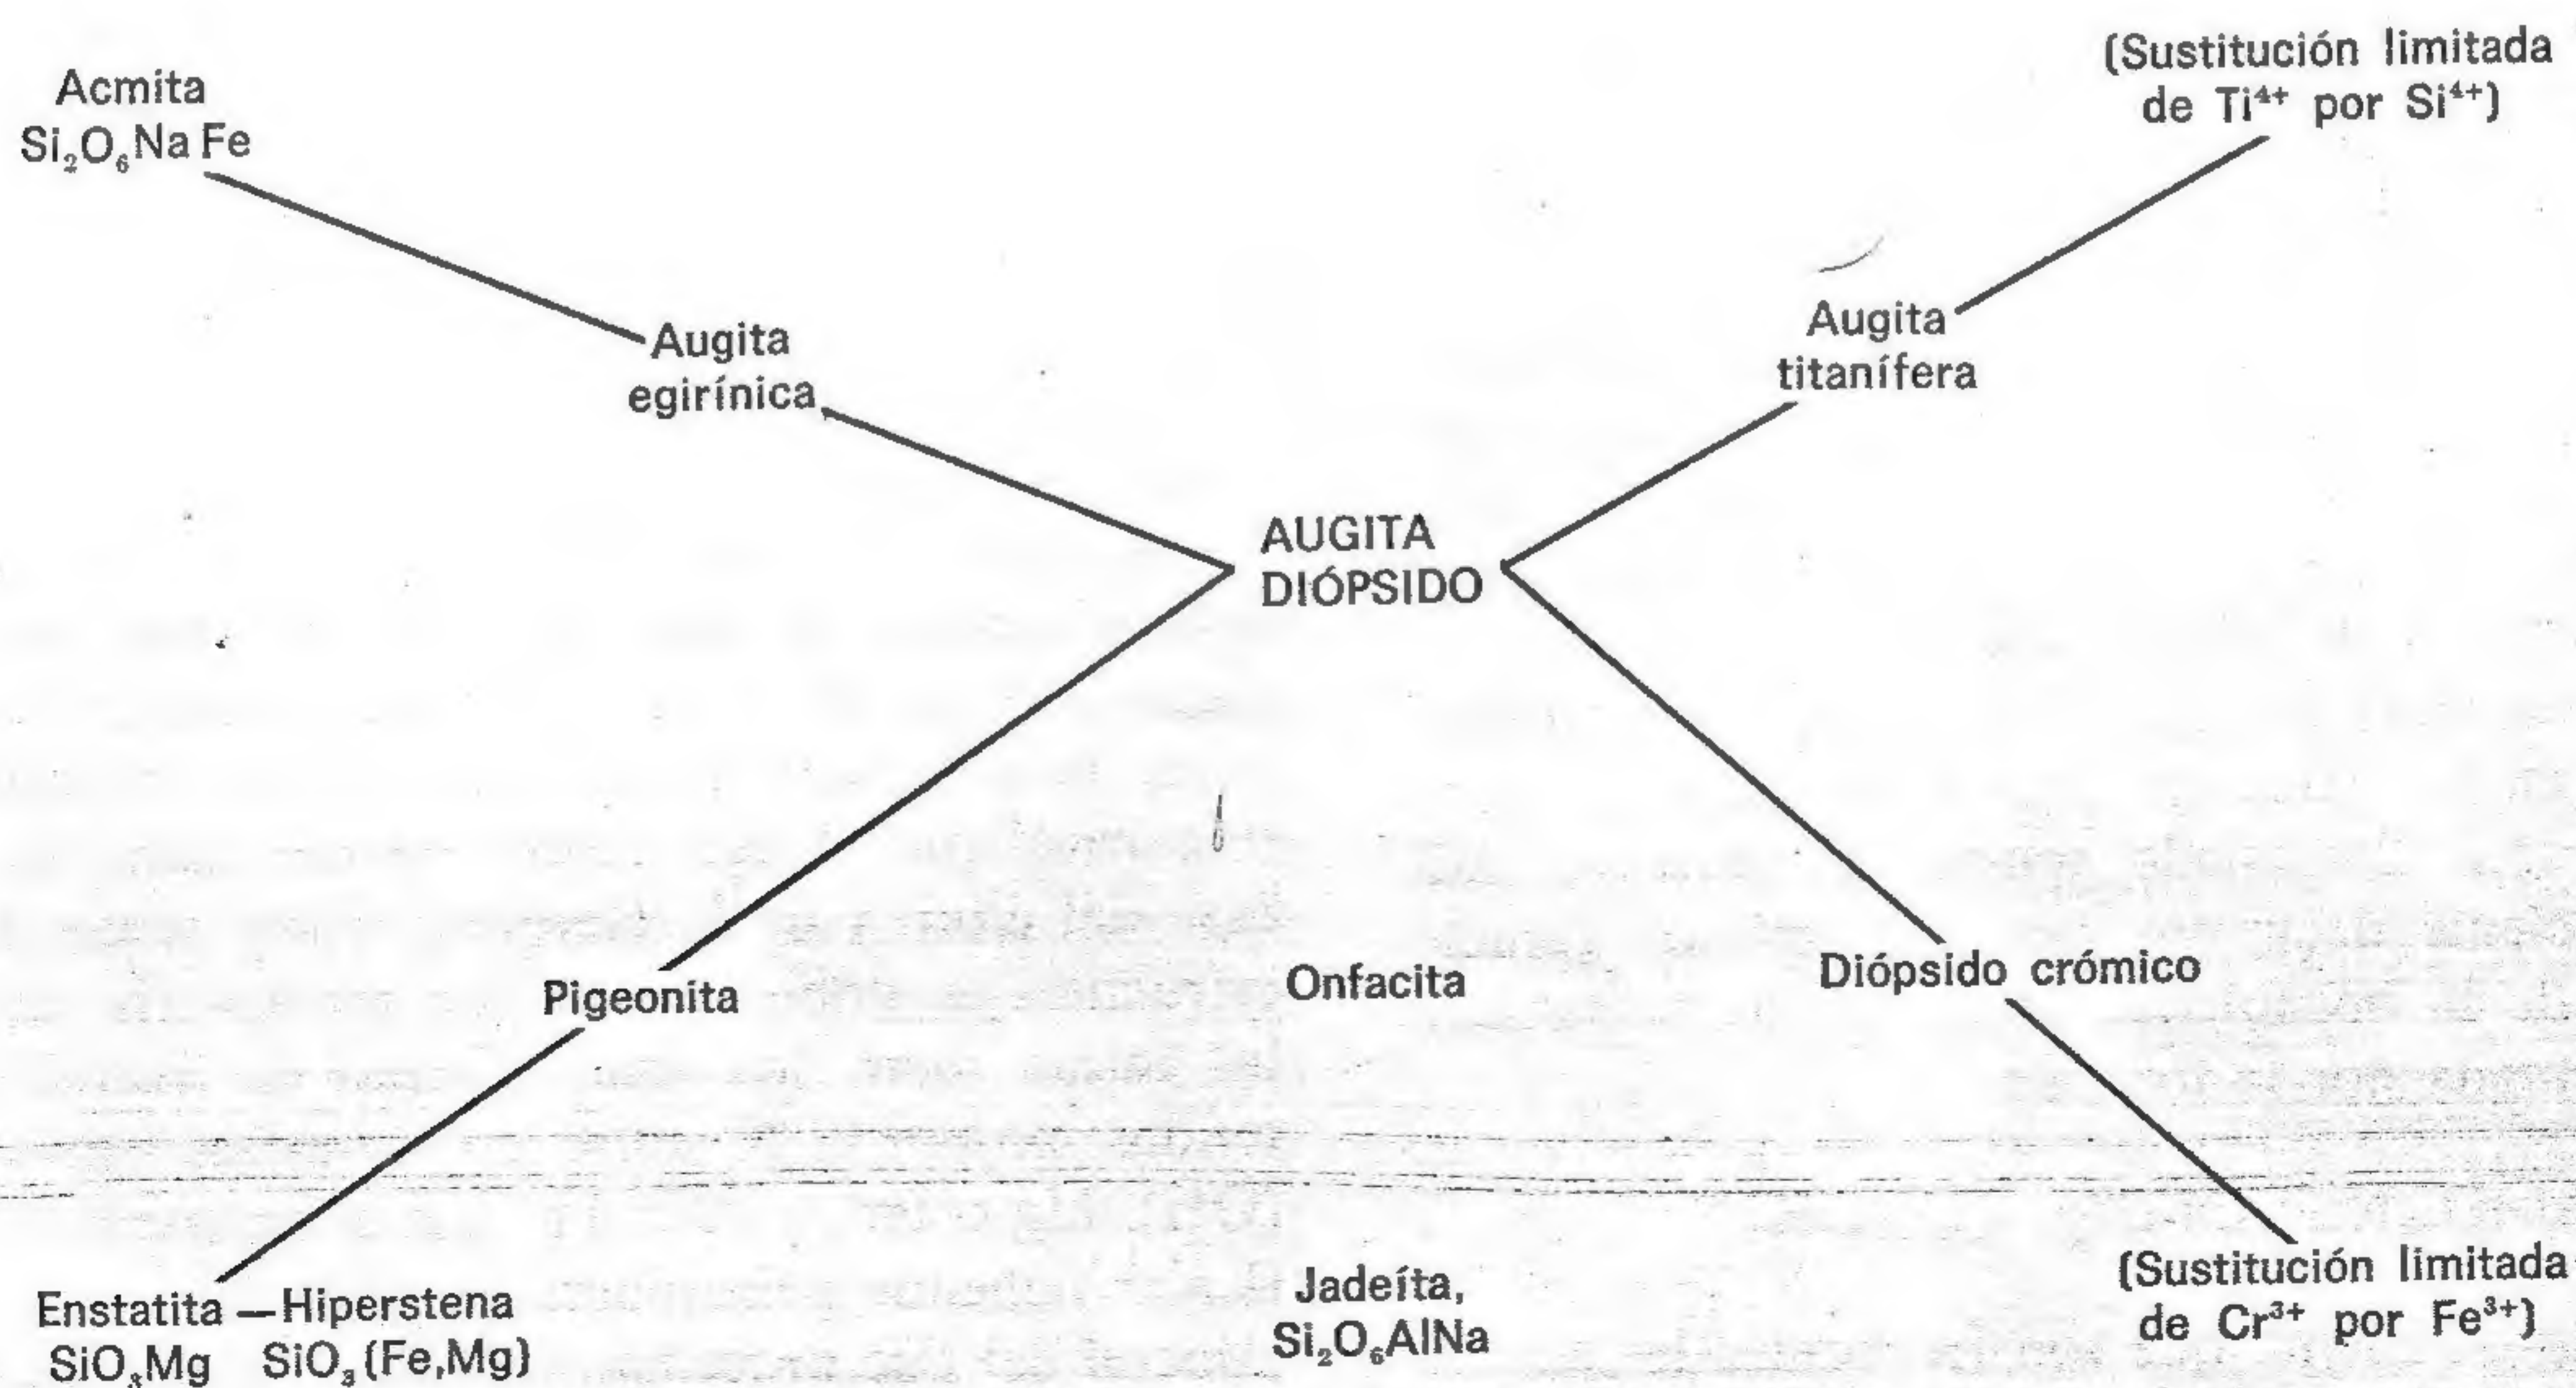 Acmita
Si₂O₆Na Fe
(Sustitución limitada
de Ti⁴⁺ por Si⁴⁺)
Augita
egirínica
Augita
titanífera
AUGITA
DIÓPSIDO
Pigeonita
Onfacita
Diópsido crómico
Enstatita — Hiperstena
SiO₃Mg SiO₃(Fe,Mg)
Jadeíta,
Si₂O₆AlNa
(Sustitución limitada
de Cr³⁺ por Fe³⁺)